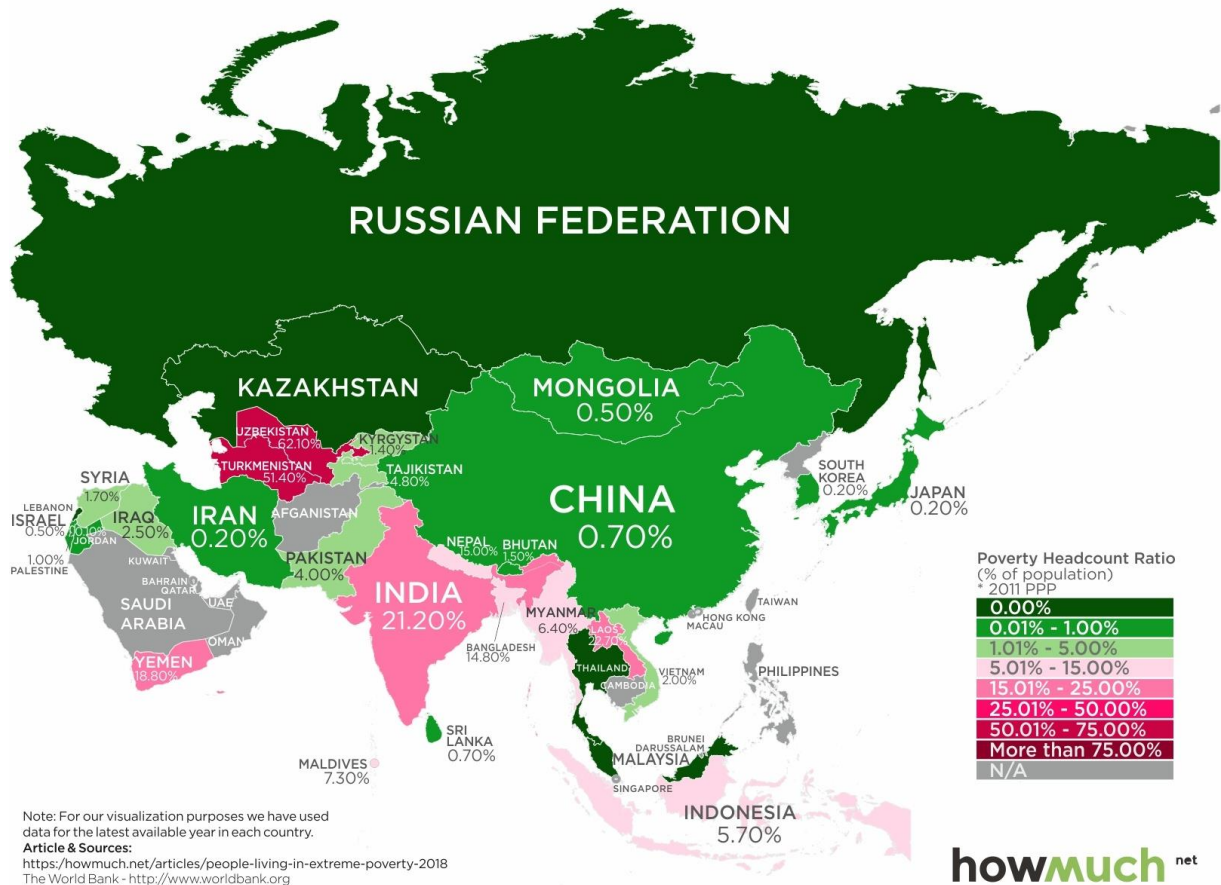 RUSSIAN FEDERATION
KAZAKHSTAN
MONGOLIA
0.50%
UZBEKISTAN
62.10%
KYRGYSTAN
1.40%
TURKMENISTAN
51.40%
TAJIKISTAN
4.80%
SYRIA
1.70%
LEBANON
ISRAEL
0.50%
JORDAN
IRAQ
2.50%
IRAN
0.20%
AFGANISTAN
CHINA
0.70%
SOUTH
KOREA
0.20%
JAPAN
0.20%
1.00%
PALESTINE
KUWAIT
BAHRAIN
QATAR
UAE
SAUDI
ARABIA
OMAN
YEMEN
18.80%
PAKISTAN
4.00%
NEPAL
15.00%
BHUTAN
1.50%
INDIA
21.20%
BANGLADESH
14.80%
MYANMAR
6.40%
LAOS
22.70%
THAILAND
CAMBODIA
VIETNAM
2.00%
TAIWAN
HONG KONG
MACAU
PHILIPPINES
SRI
LANKA
0.70%
MALDIVES
7.30%
BRUNEI
DARUSSALAM
MALAYSIA
SINGAPORE
INDONESIA
5.70%
Poverty Headcount Ratio
(% of population)
* 2011 PPP
0.00%
0.01% - 1.00%
1.01% - 5.00%
5.01% - 15.00%
15.01% - 25.00%
25.01% - 50.00%
50.01% - 75.00%
More than 75.00%
N/A
Note: For our visualization purposes we have used
data for the latest available year in each country.
Article & Sources:
https:/howmuch.net/articles/people-living-in-extreme-poverty-2018
The World Bank - http://www.worldbank.org
howmuch net